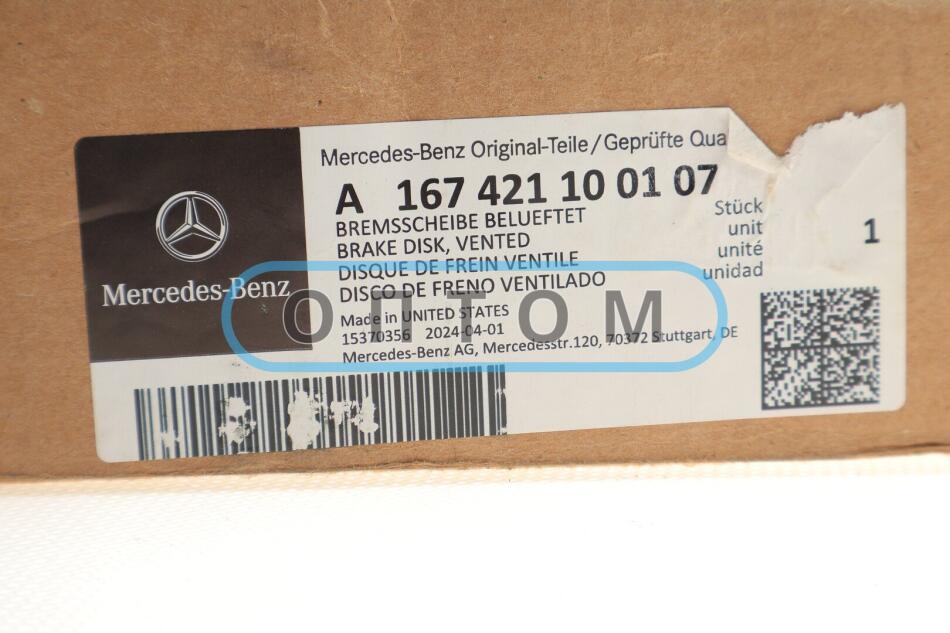 Mercedes-Benz
Mercedes-Benz Original-Teile/Geprüfte Qua
A 167 421 10 00 01 07
BREMSSCHEIBE BELUEFTET
BRAKE DISK, VENTED
DISQUE DE FREIN VENTILE
DISCO DE FRENO VENTILADO
Made in UNITED STATES
15370356 2024-04-01
Mercedes-Benz AG, Mercedesstr.120, 70372 Stuttgart, DE
Stück
unit
unité
unidad
1
ОПТОМ